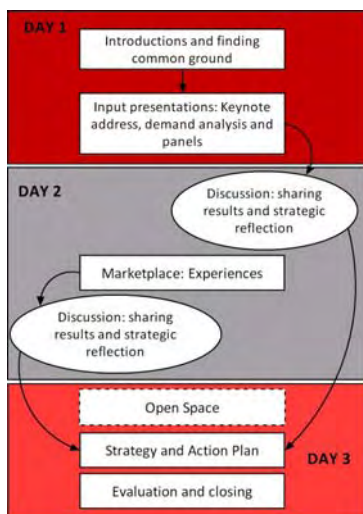 DAY 1
Introductions and finding
common ground
Input presentations: Keynote
address, demand analysis and
panels
DAY 2
Discussion: sharing
results and strategic
reflection
Marketplace: Experiences
Discussion: sharing
results and strategic
reflection
Open Space
Strategy and Action Plan
DAY 3
Evaluation and closing